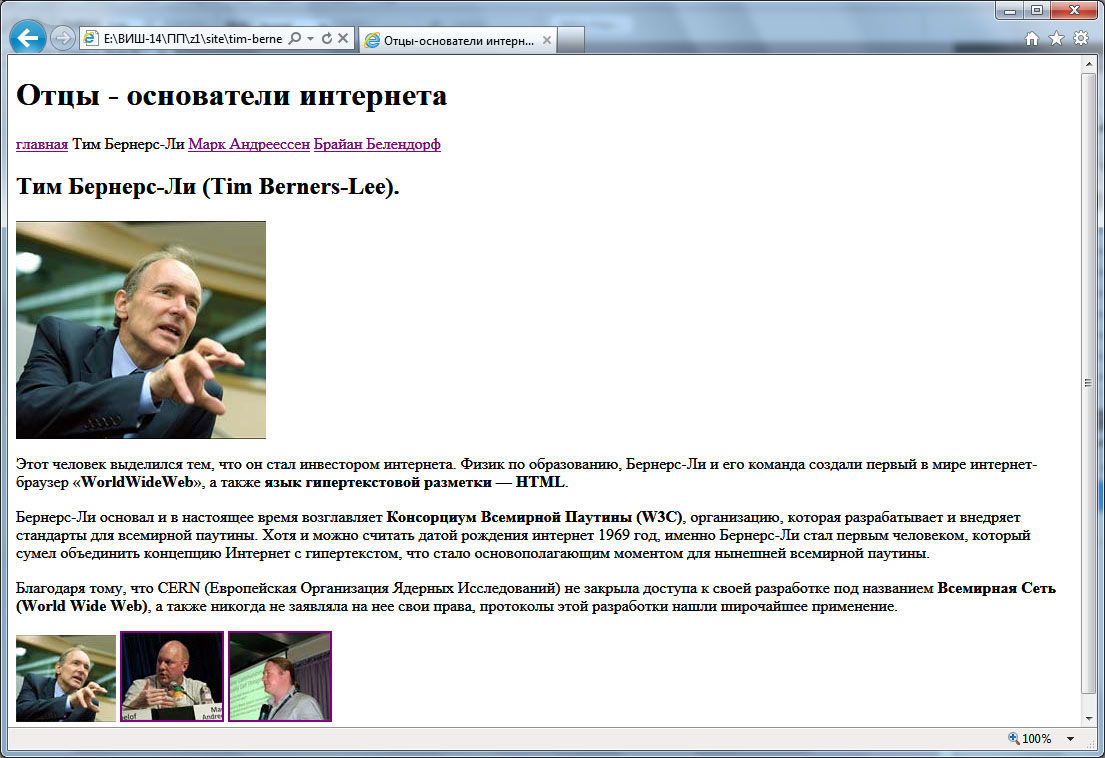 E:\ВИШ-14\ПП\z1\site\tim-berne
Отцы-основатели интерн...
Отцы - основатели интернета
главная Тим Бернерс-Ли Марк Андреессен Брайан Белендорф
Тим Бернерс-Ли (Tim Berners-Lee).
Этот человек выделился тем, что он стал инвестором интернета. Физик по образованию, Бернерс-Ли и его команда создали первый в мире интернет-
браузер «WorldWideWeb», а также язык гипертекстовой разметки — HTML.
Бернерс-Ли основал и в настоящее время возглавляет Консорциум Всемирной Паутины (W3C), организацию, которая разрабатывает и внедряет
стандарты для всемирной паутины. Хотя и можно считать датой рождения интернет 1969 год, именно Бернерс-Ли стал первым человеком, который
сумел объединить концепцию Интернет с гипертекстом, что стало основополагающим моментом для нынешней всемирной паутины.
Благодаря тому, что CERN (Европейская Организация Ядерных Исследований) не закрыла доступа к своей разработке под названием Всемирная Сеть
(World Wide Web), а также никогда не заявляла на нее свои права, протоколы этой разработки нашли широчайшее применение.
elof
Ma
Andree
100%